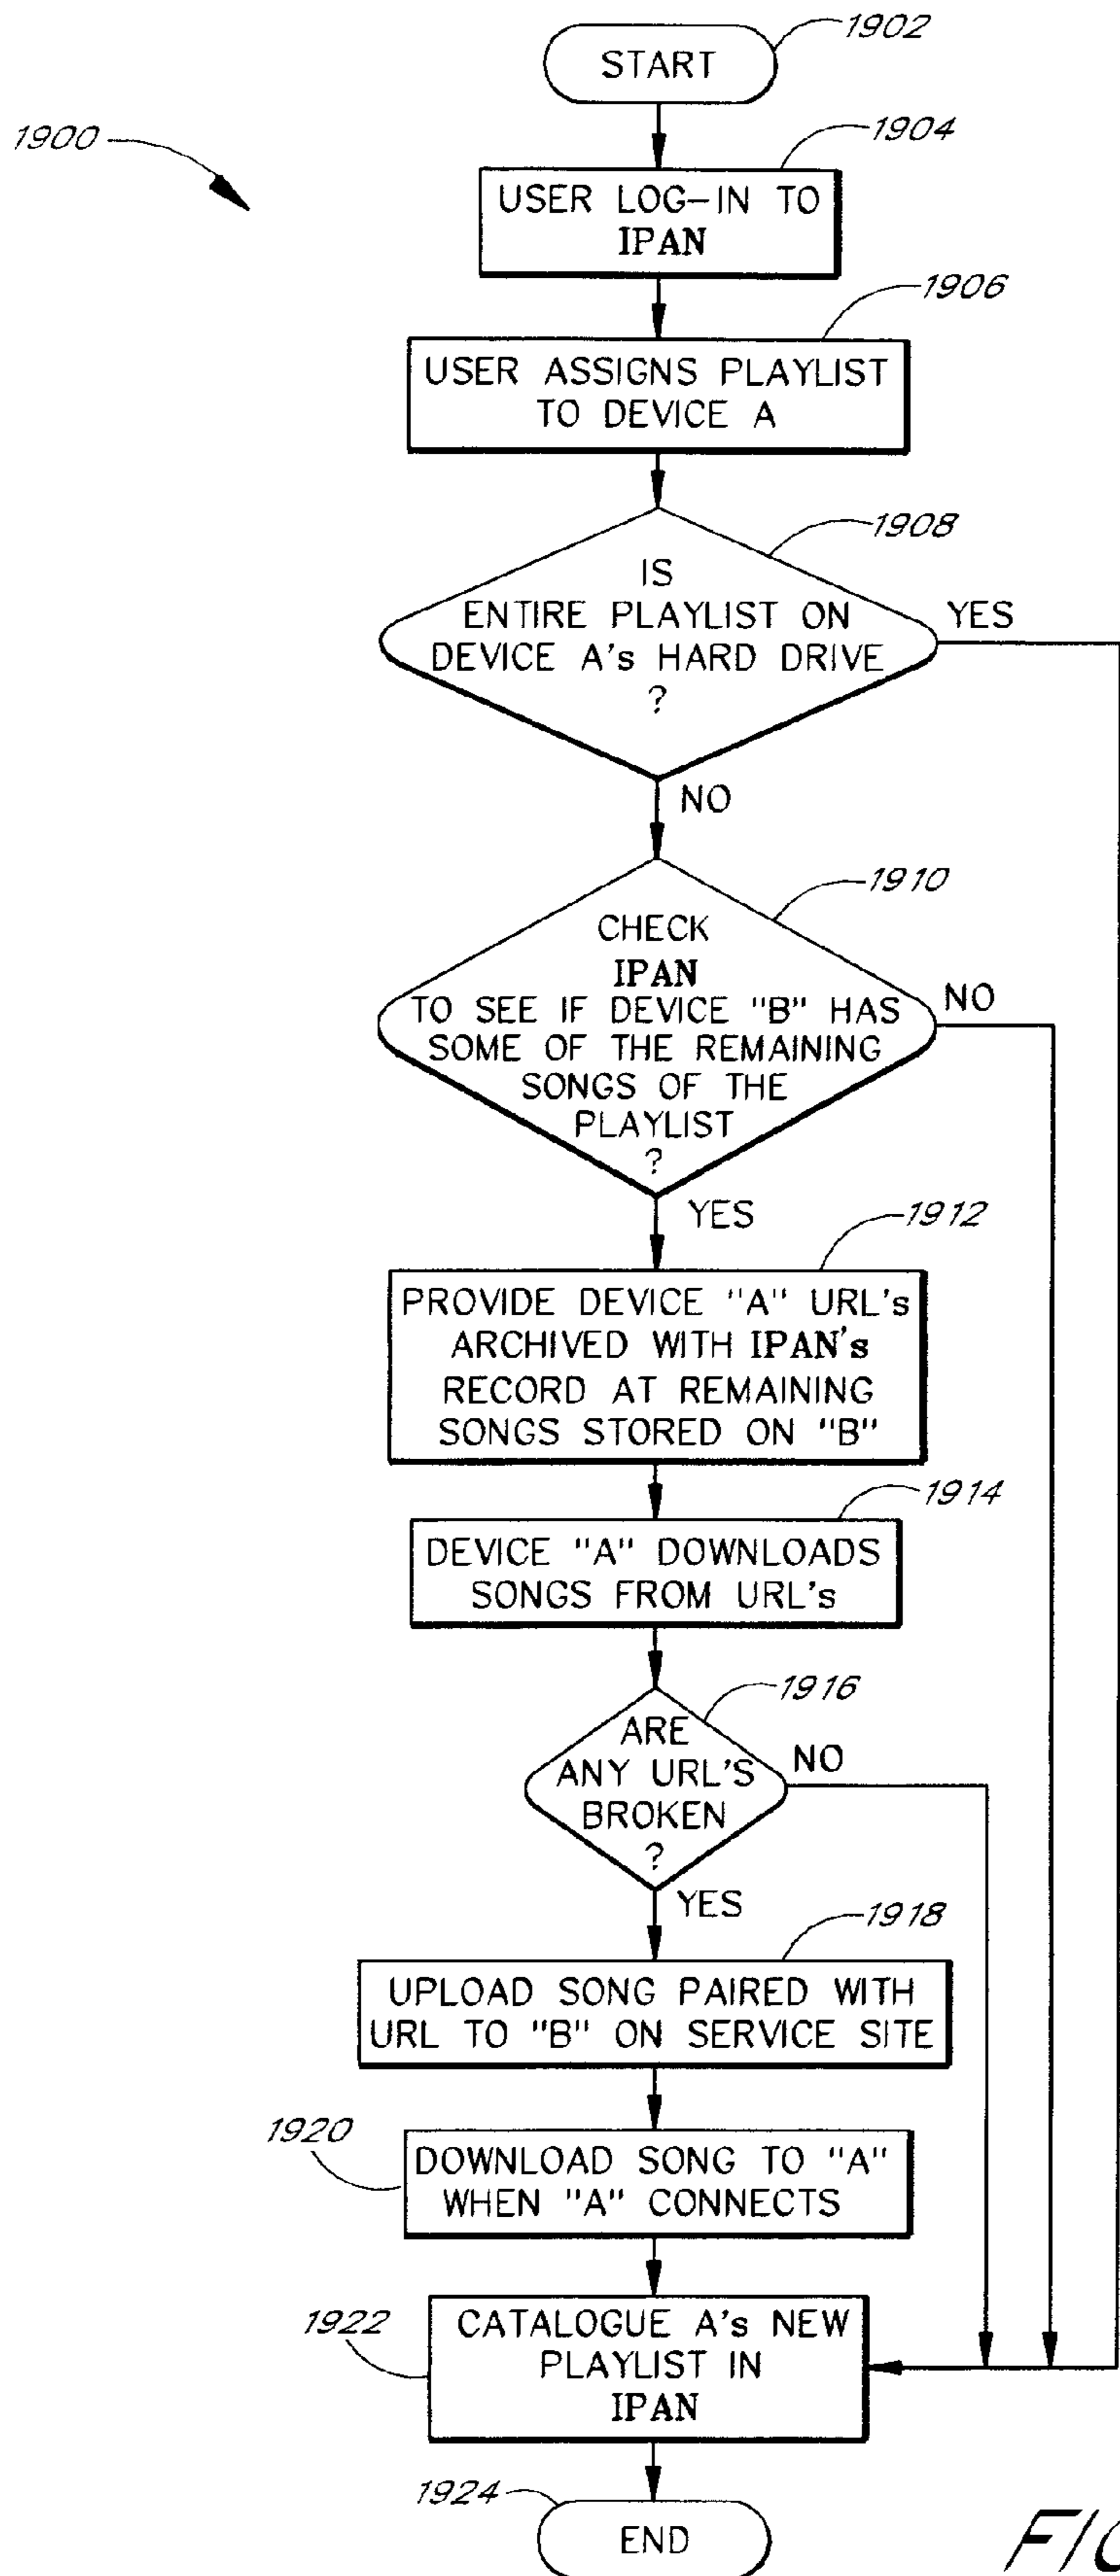 START
1902
1900
1904
USER LOG-IN TO
IPAN
1906
USER ASSIGNS PLAYLIST
TO DEVICE A
1908
IS
ENTIRE PLAYLIST ON
DEVICE A's HARD DRIVE
?
YES
NO
1910
CHECK
IPAN
TO SEE IF DEVICE "B" HAS
SOME OF THE REMAINING
SONGS OF THE
PLAYLIST
?
NO
YES
1912
PROVIDE DEVICE "A" URL's
ARCHIVED WITH IPAN's
RECORD AT REMAINING
SONGS STORED ON "B"
1914
DEVICE "A" DOWNLOADS
SONGS FROM URL's
1916
ARE
ANY URL'S
BROKEN
?
NO
YES
1918
UPLOAD SONG PAIRED WITH
URL TO "B" ON SERVICE SITE
1920
DOWNLOAD SONG TO "A"
WHEN "A" CONNECTS
1922
CATALOGUE A's NEW
PLAYLIST IN
IPAN
1924
END